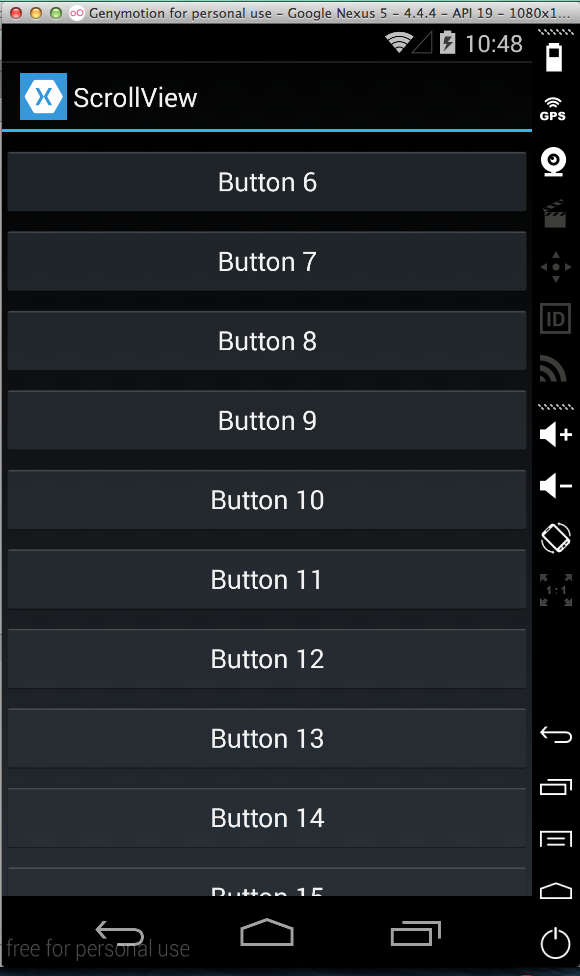 Genymotion for personal use – Google Nexus 5 – 4.4.4 – API 19 – 1080x1...
10:48
ScrollView
GPS
Button 6
Button 7
Button 8
ID
Button 9
Button 10
Button 11
1:1
Button 12
Button 13
Button 14
Button 15
free for personal use